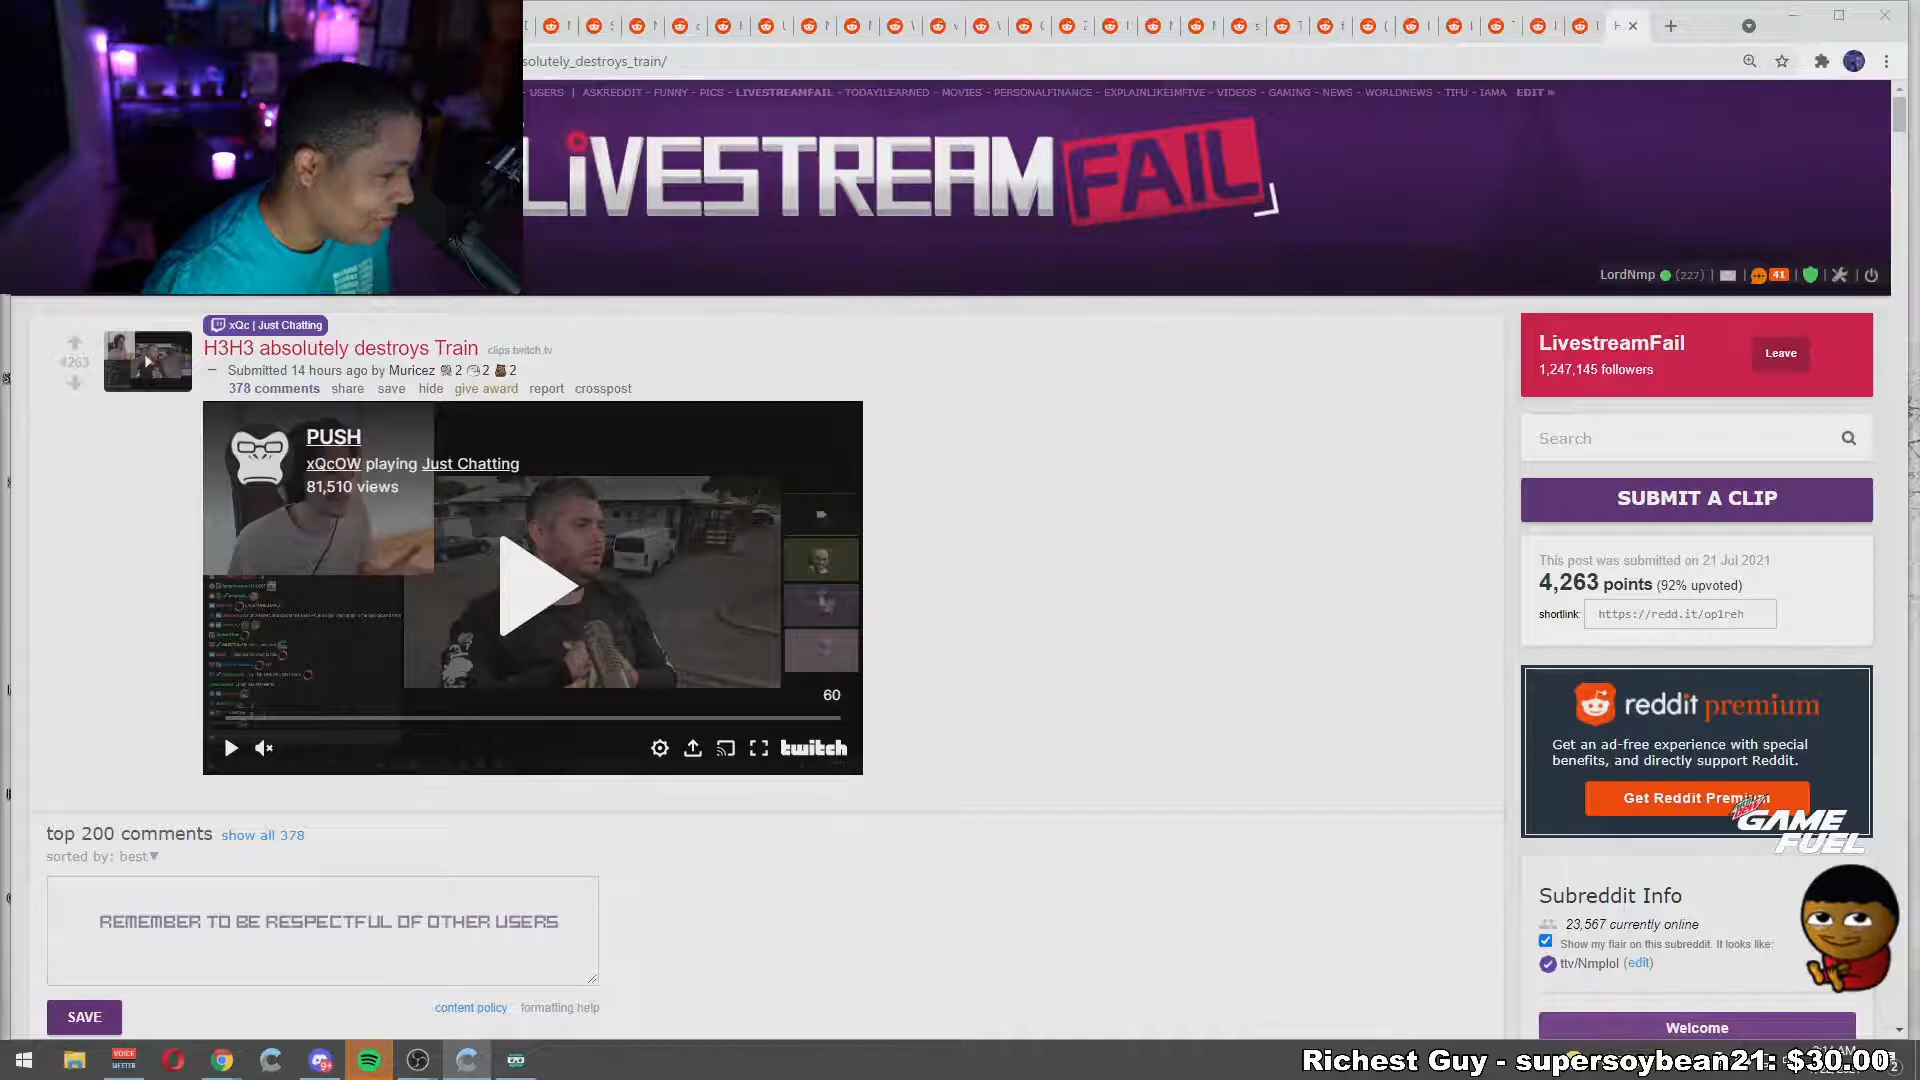 solutely_destroys_train/
- USERS | ASKREDDIT - FUNNY - PICS - LIVESTREAMFAIL - TODAYILEARNED - MOVIES - PERSONALFINANCE - EXPLAINLIKEIMFIVE - VIDEOS - GAMING - NEWS - WORLDNEWS - TIFU - IAMA EDIT »
LIVESTREAM FAIL
LordNmp (227) | 41
xQc | Just Chatting
H3H3 absolutely destroys Train clips.twitch.tv
4263
Submitted 14 hours ago by Muricez 2 2 2
378 comments share save hide give award report crosspost
PUSH
xQcOW playing Just Chatting
81,510 views
60
twitch
LivestreamFail
Leave
1,247,145 followers
Search
SUBMIT A CLIP
This post was submitted on 21 Jul 2021
4,263 points (92% upvoted)
shortlink: https://redd.it/op1reh
reddit premium
Get an ad-free experience with special
benefits, and directly support Reddit.
Get Reddit Premium
GAME
FUEL
top 200 comments show all 378
sorted by: best▼
REMEMBER TO BE RESPECTFUL OF OTHER USERS
SAVE
content policy formatting help
Subreddit Info
23,567 currently online
Show my flair on this subreddit. It looks like:
ttv/Nmplol (edit)
Welcome
VOICE
MEETER
Richest Guy - supersoybean21: $30.00